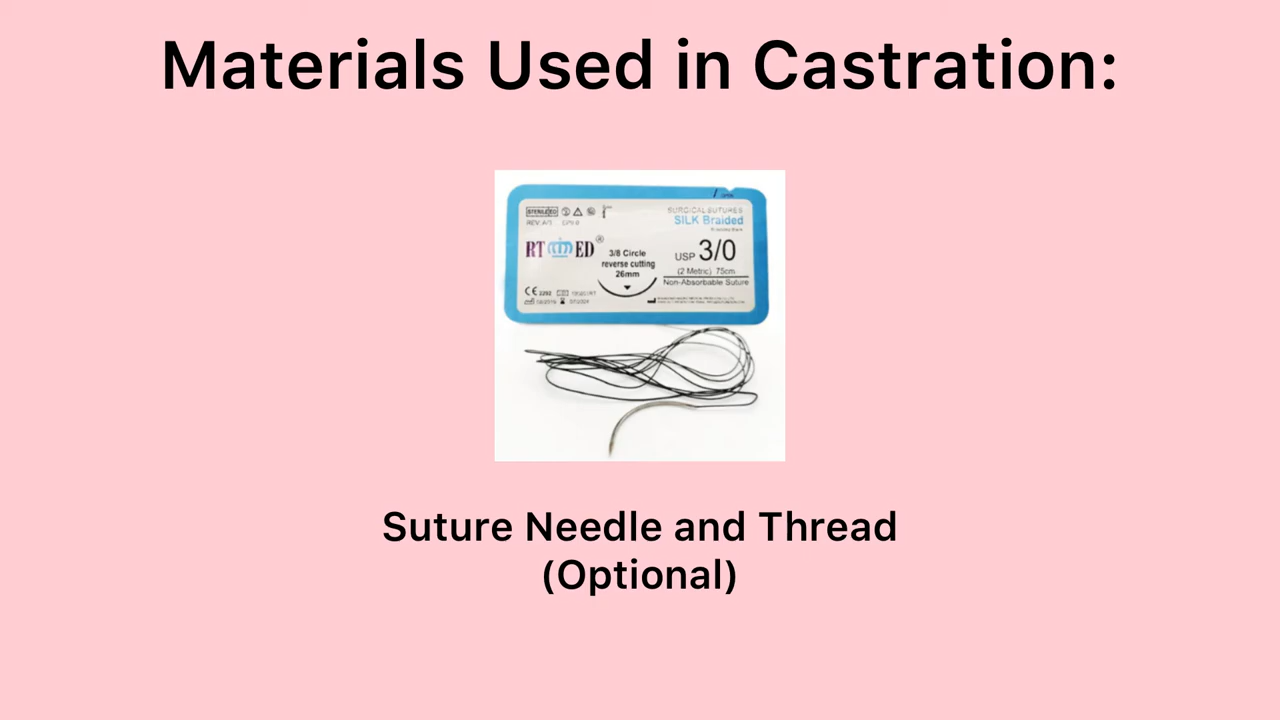 Materials Used in Castration:
SURGICAL SUTURES
SILK Braided
RT MED ®
3/8 Circle
reverse cutting
26mm
USP 3/0
(2 Metric) 75cm
Non-Absorbable Suture
Suture Needle and Thread
(Optional)